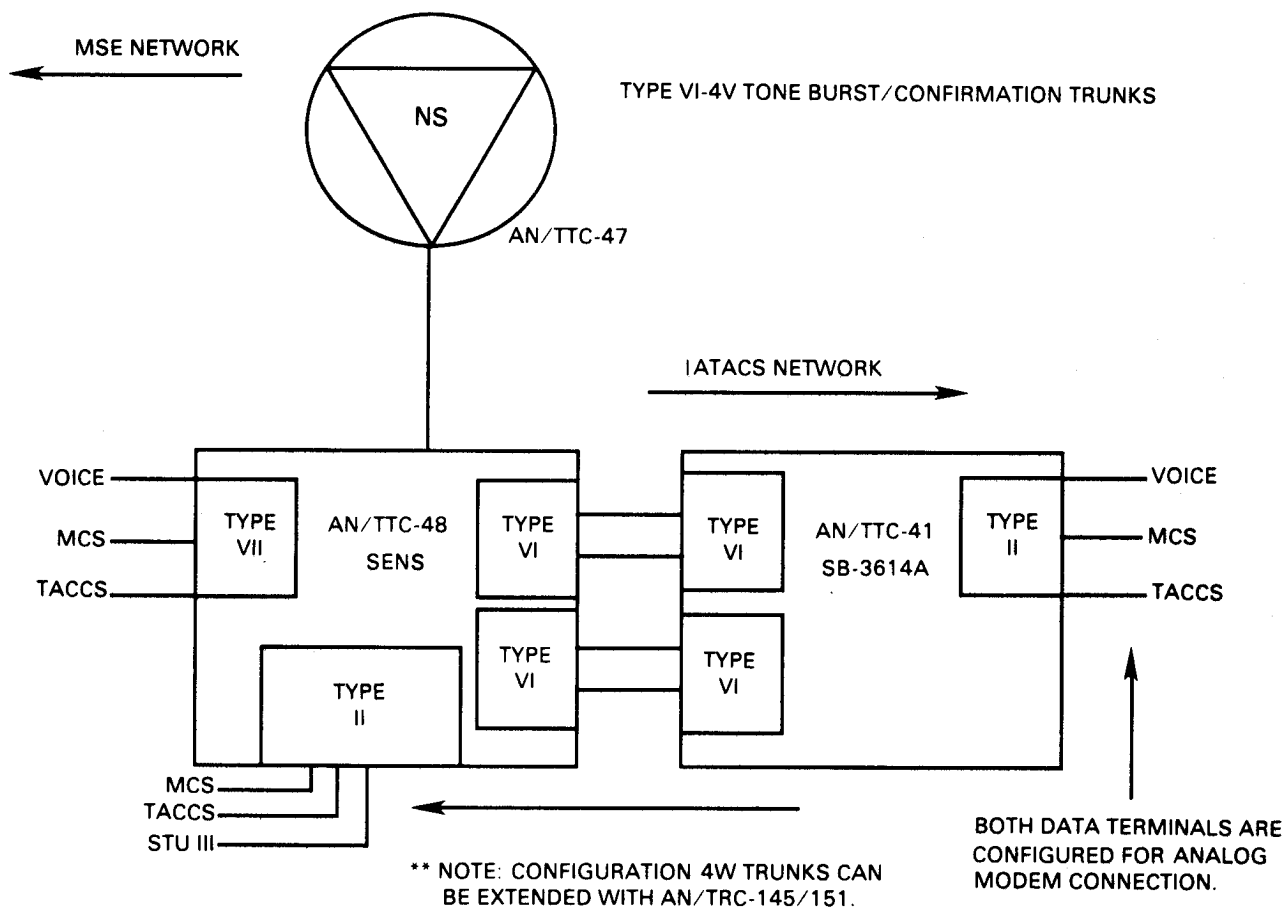 MSE NETWORK
TYPE VI-4V TONE BURST/CONFIRMATION TRUNKS
NS
AN/TTC-47
IATACS NETWORK
VOICE
MCS
TACCS
TYPE
VII
AN/TTC-48
SENS
TYPE
VI
TYPE
VI
TYPE
II
MCS
TACCS
STU III
TYPE
VI
TYPE
VI
AN/TTC-41
SB-3614A
TYPE
II
VOICE
MCS
TACCS
** NOTE: CONFIGURATION 4W TRUNKS CAN
BE EXTENDED WITH AN/TRC-145/151.
BOTH DATA TERMINALS ARE
CONFIGURED FOR ANALOG
MODEM CONNECTION.